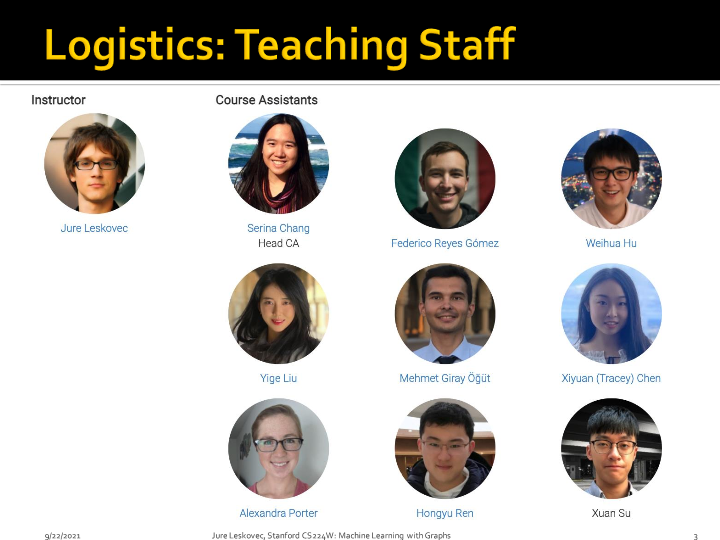 Logistics: Teaching Staff
Instructor
Course Assistants
Jure Leskovec
Serina Chang
Head CA
Federico Reyes Gómez
Weihua Hu
Yige Liu
Mehmet Giray Öğüt
Xiyuan (Tracey) Chen
Alexandra Porter
Hongyu Ren
Xuan Su
9/22/2021
Jure Leskovec, Stanford CS224W: Machine Learning with Graphs
3